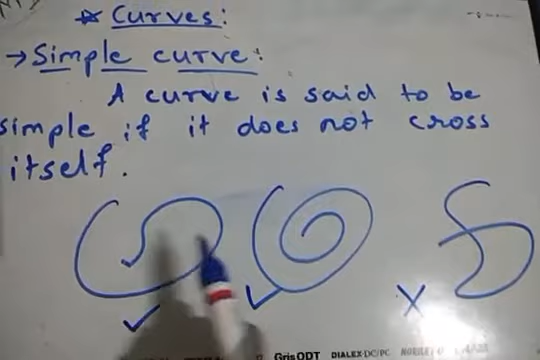 ☆ Curves:
→ Simple curve:
A curve is said to be
simple if it does not cross
itself.
✓ ✓ X
GrisODT DIALEX-DC/PC